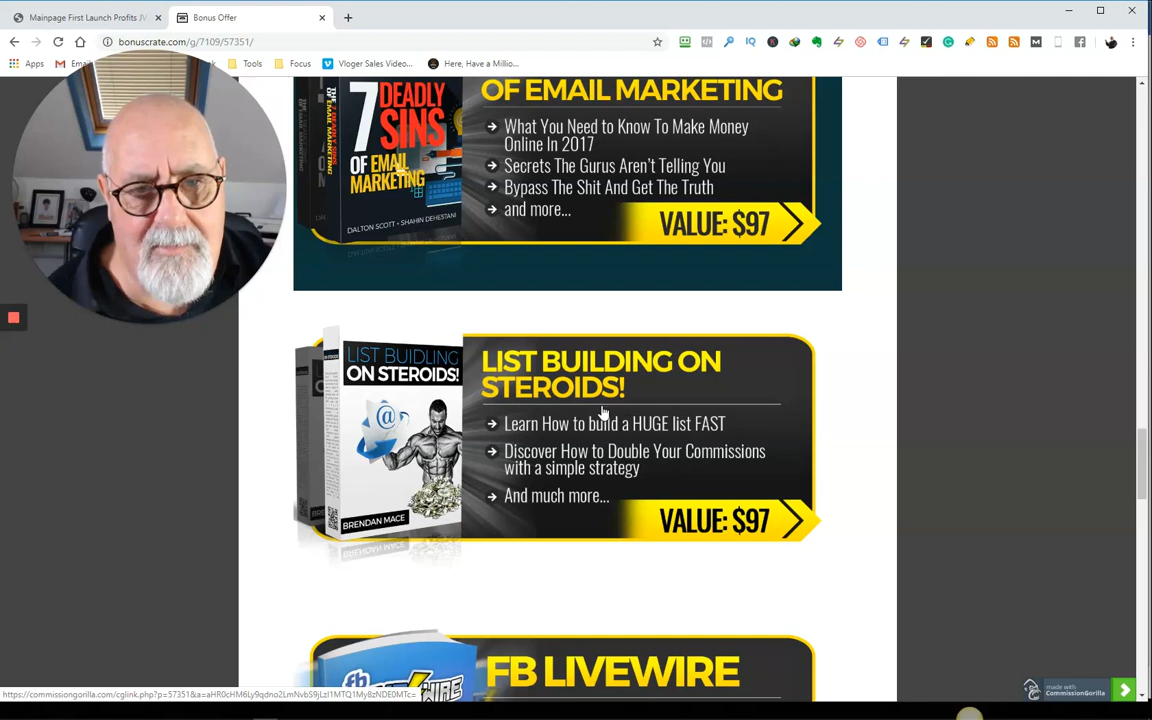 Mainpage First Launch Profits JV
Bonus Offer
bonuscrate.com/g/7109/57351/
Apps
Tools
Focus
Vloger Sales Video...
Here, Have a Millio...
7 DEADLY
SINS
OF EMAIL
MARKETING
DALTON SCOTT • SHAHIN DEHESTANI
OF EMAIL MARKETING
What You Need to Know To Make Money
Online In 2017
Secrets The Gurus Aren't Telling You
Bypass The Shit And Get The Truth
and more...
VALUE: $97
LIST BUIDLING
ON STEROIDS!
BRENDAN MACE
LIST BUILDING ON
STEROIDS!
Learn How to build a HUGE list FAST
Discover How to Double Your Commissions
with a simple strategy
And much more...
VALUE: $97
fb
FB LIVEWIRE
made with
CommissionGorilla